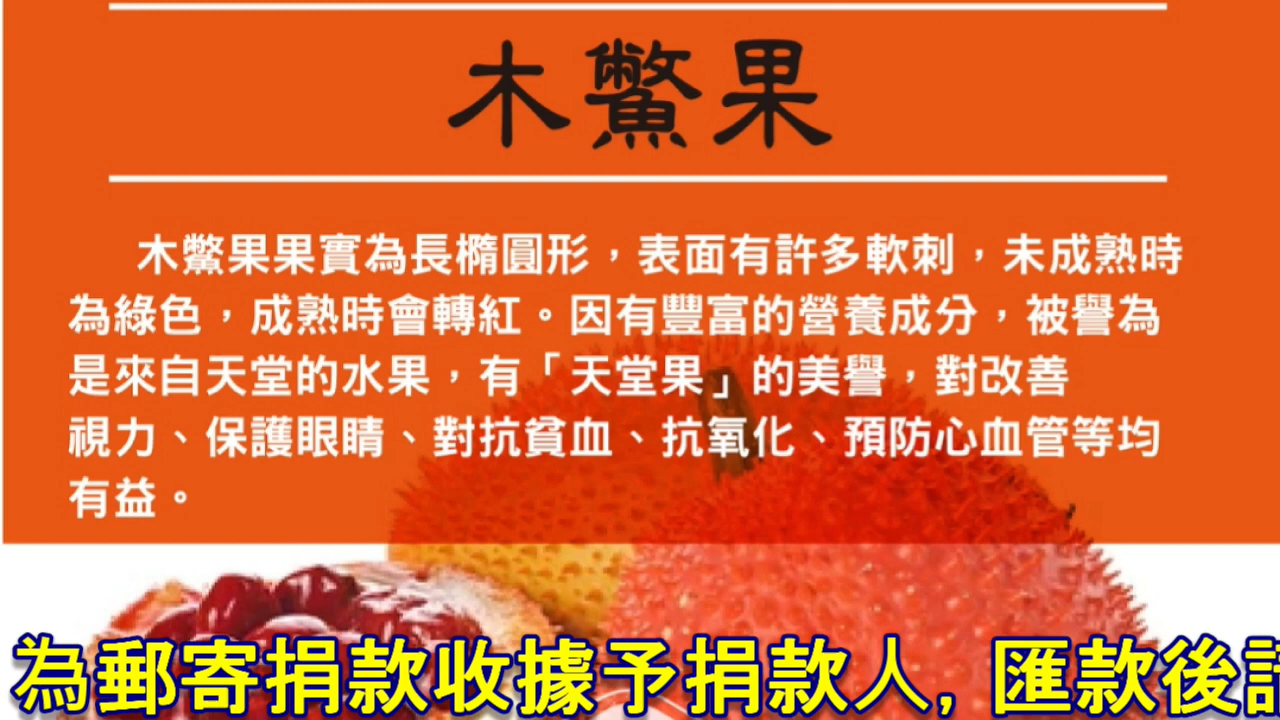 木鱉果
木鱉果果實為長橢圓形，表面有許多軟刺，未成熟時
為綠色，成熟時會轉紅。因有豐富的營養成分，被譽為
是來自天堂的水果，有「天堂果」的美譽，對改善
視力、保護眼睛、對抗貧血、抗氧化、預防心血管等均
有益。
為郵寄捐款收據予捐款人, 匯款後